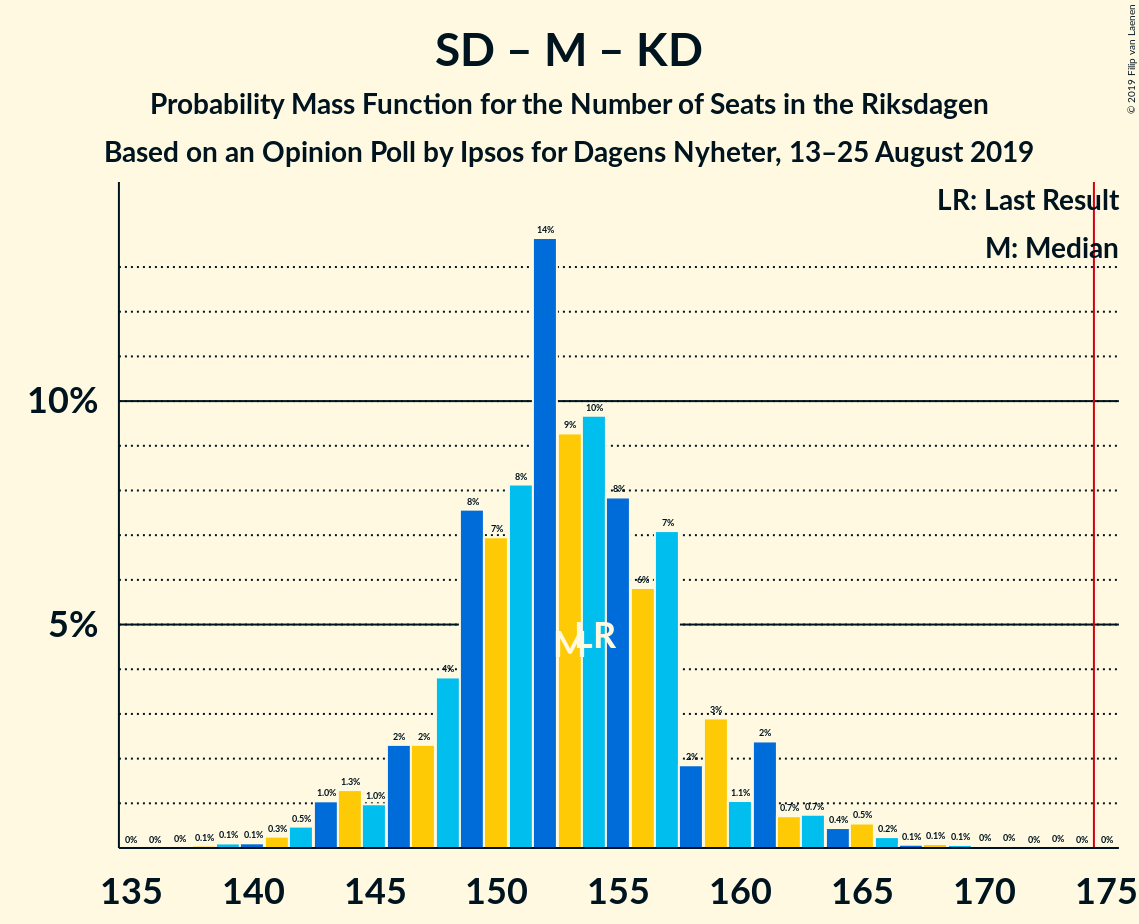 SD – M – KD
Probability Mass Function for the Number of Seats in the Riksdagen
Based on an Opinion Poll by Ipsos for Dagens Nyheter, 13–25 August 2019
© 2019 Filip van Laenen
LR: Last Result
M: Median
10%
5%
0% 0% 0% 0.1% 0.1% 0.1% 0.3% 0.5% 1.0% 1.3% 1.0% 2% 2% 4% 8% 7% 8% 14% 9% 10% 8% 6% 7% 2% 3% 1.1% 2% 0.7% 0.7% 0.4% 0.5% 0.2% 0.1% 0.1% 0.1% 0% 0% 0% 0% 0% 0%
M LR
135 140 145 150 155 160 165 170 175